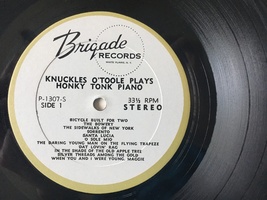 Brigade
RECORDS
KNUCKLES O'TOOLE PLAYS
HONKY TONK PIANO
P-1307-S
SIDE 1
33⅓ RPM
STEREO
BICYCLE BUILT FOR TWO
THE BOWERY
THE SIDEWALKS OF NEW YORK
SORRENTO
SANTA LUCIA
O SOLE MIO
THE DARING YOUNG MAN ON THE FLYING TRAPEZE
DAT LOVIN' RAG
IN THE SHADE OF THE OLD APPLE TREE
SILVER THREADS AMONG THE GOLD
WHEN YOU AND I WERE YOUNG, MAGGIE